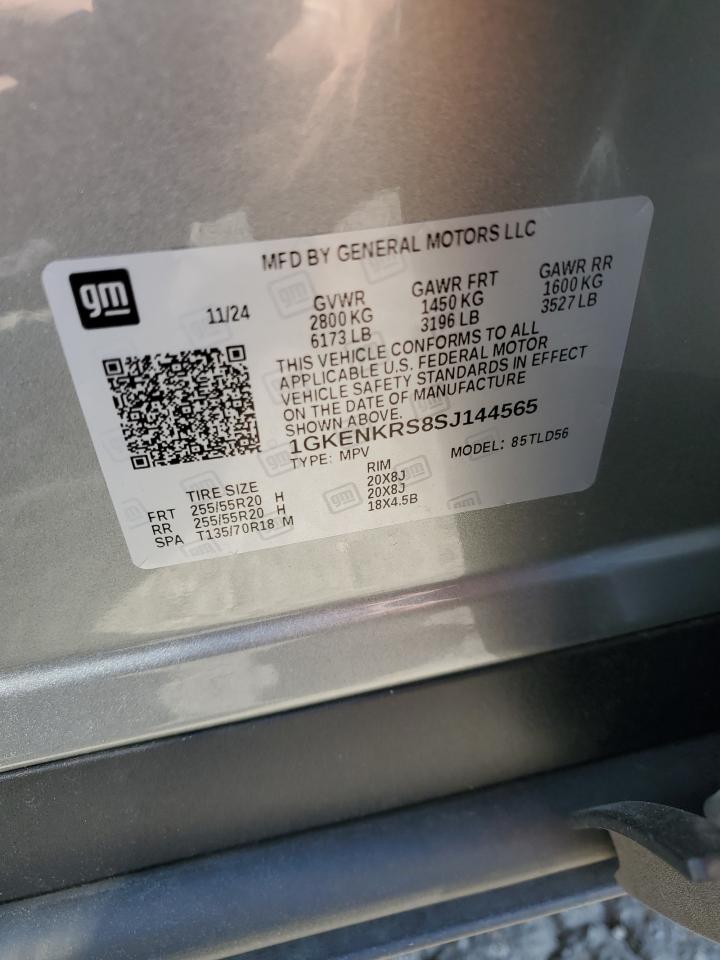 gm
MFD BY GENERAL MOTORS LLC
11/24
GVWR
2800 KG
6173 LB
GAWR FRT
1450 KG
3196 LB
GAWR RR
1600 KG
3527 LB
THIS VEHICLE CONFORMS TO ALL
APPLICABLE U.S. FEDERAL MOTOR
VEHICLE SAFETY STANDARDS IN EFFECT
ON THE DATE OF MANUFACTURE
SHOWN ABOVE.
1GKENKRS8SJ144565
TYPE: MPV MODEL: 85TLD56
TIRE SIZE RIM
FRT 255/55R20 H 20X8J
RR 255/55R20 H 20X8J
SPA T135/70R18 M 18X4.5B